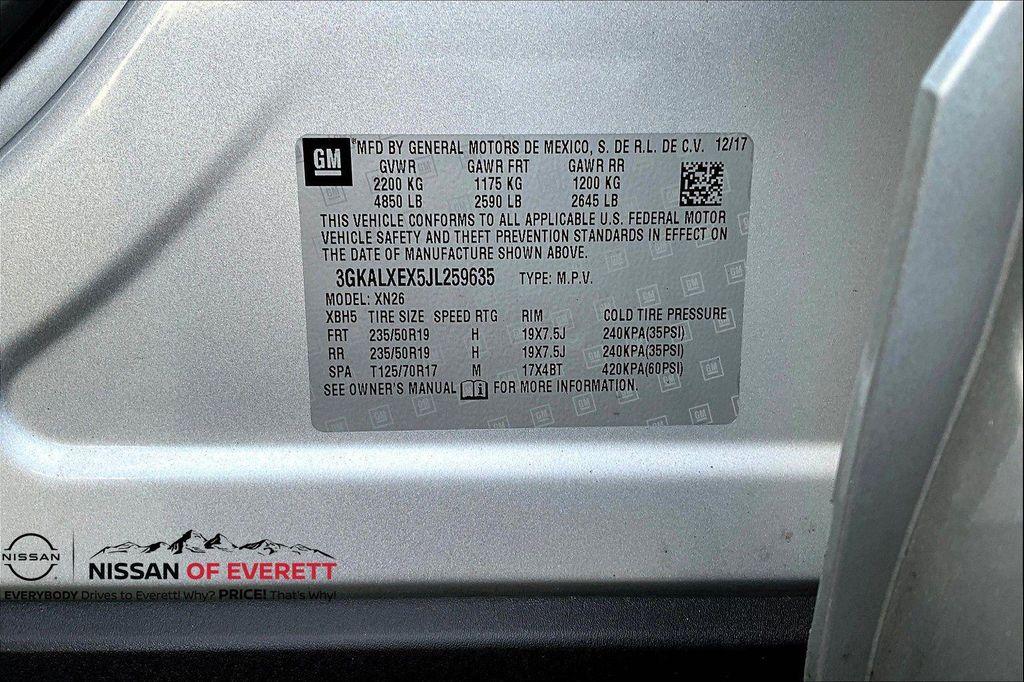 GM
®MFD BY GENERAL MOTORS DE MEXICO, S. DE R.L. DE C.V. 12/17
GVWR GAWR FRT GAWR RR
2200 KG 1175 KG 1200 KG
4850 LB 2590 LB 2645 LB
THIS VEHICLE CONFORMS TO ALL APPLICABLE U.S. FEDERAL MOTOR
VEHICLE SAFETY AND THEFT PREVENTION STANDARDS IN EFFECT ON
THE DATE OF MANUFACTURE SHOWN ABOVE.
3GKALXEX5JL259635 TYPE: M.P.V.
MODEL: XN26
XBH5 TIRE SIZE SPEED RTG RIM COLD TIRE PRESSURE
FRT 235/50R19 H 19X7.5J 240KPA(35PSI)
RR 235/50R19 H 19X7.5J 240KPA(35PSI)
SPA T125/70R17 M 17X4BT 420KPA(60PSI)
SEE OWNER'S MANUAL FOR MORE INFORMATION.
NISSAN
NISSAN OF EVERETT
EVERYBODY Drives to Everett! Why? PRICE! That's Why!